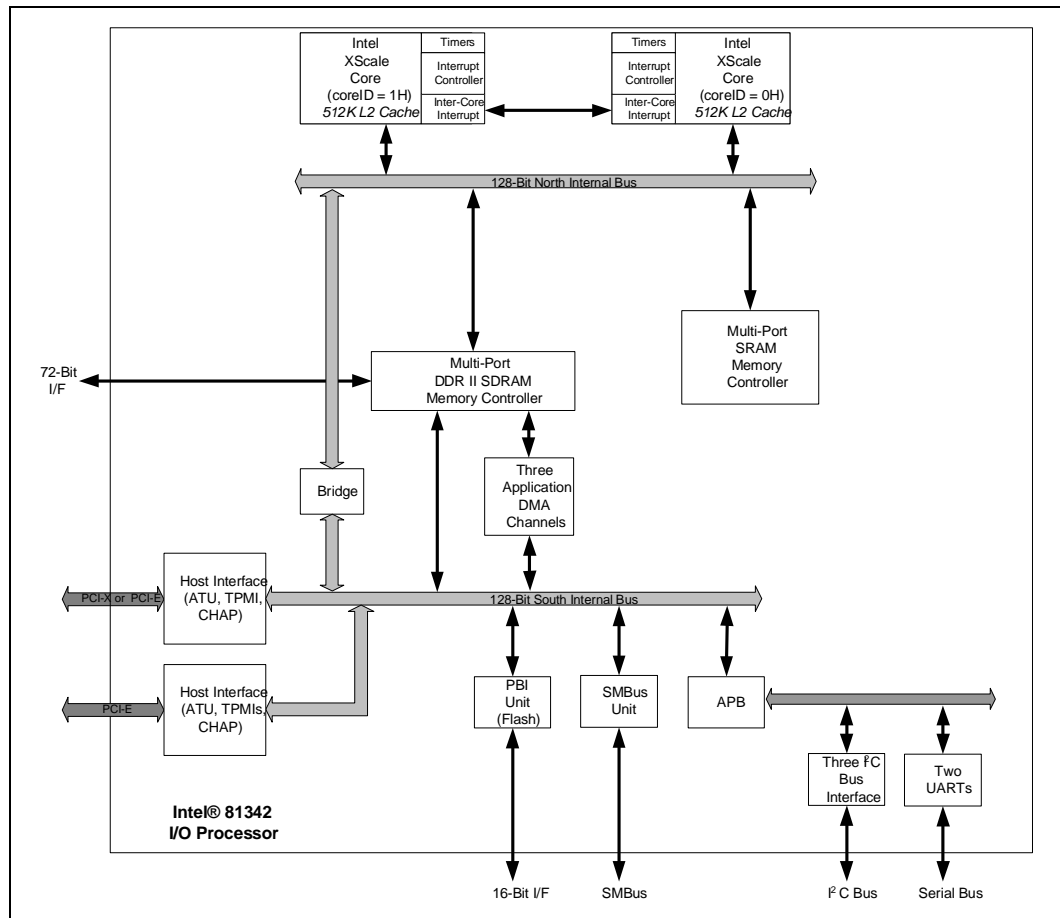 Intel
XScale
Core
(coreID = 1H)
512K L2 Cache
Timers
Interrupt
Controller
Inter-Core
Interrupt
Timers
Interrupt
Controller
Inter-Core
Interrupt
Intel
XScale
Core
(coreID = 0H)
512K L2 Cache
128-Bit North Internal Bus
Multi-Port
SRAM
Memory
Controller
72-Bit
I/F
Multi-Port
DDR II SDRAM
Memory Controller
Bridge
Three
Application
DMA
Channels
PCI-X or PCI-E
Host Interface
(ATU, TPMI,
CHAP)
128-Bit South Internal Bus
PCI-E
Host Interface
(ATU, TPMIs,
CHAP)
PBI
Unit
(Flash)
SMBus
Unit
APB
Three I²C
Bus
Interface
Two
UARTs
Intel® 81342
I/O Processor
16-Bit I/F
SMBus
I² C Bus
Serial Bus